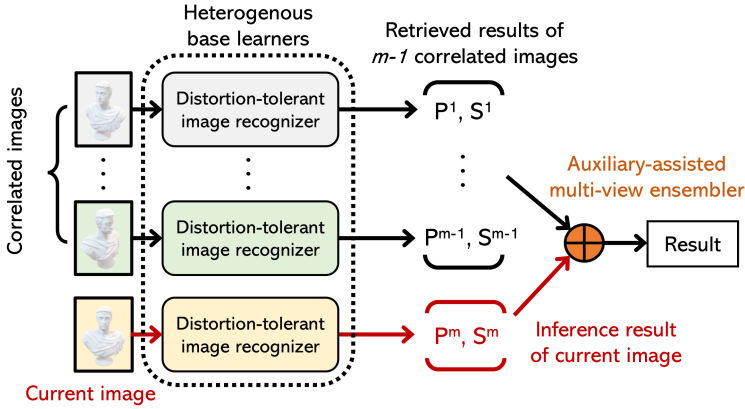 Heterogenous
base learners
Retrieved results of
m-1 correlated images
Correlated images
Distortion-tolerant
image recognizer
P¹, S¹
Auxiliary-assisted
multi-view ensembler
Distortion-tolerant
image recognizer
Pᵐ⁻¹, Sᵐ⁻¹
Result
Distortion-tolerant
image recognizer
Pᵐ, Sᵐ
Inference result
of current image
Current image